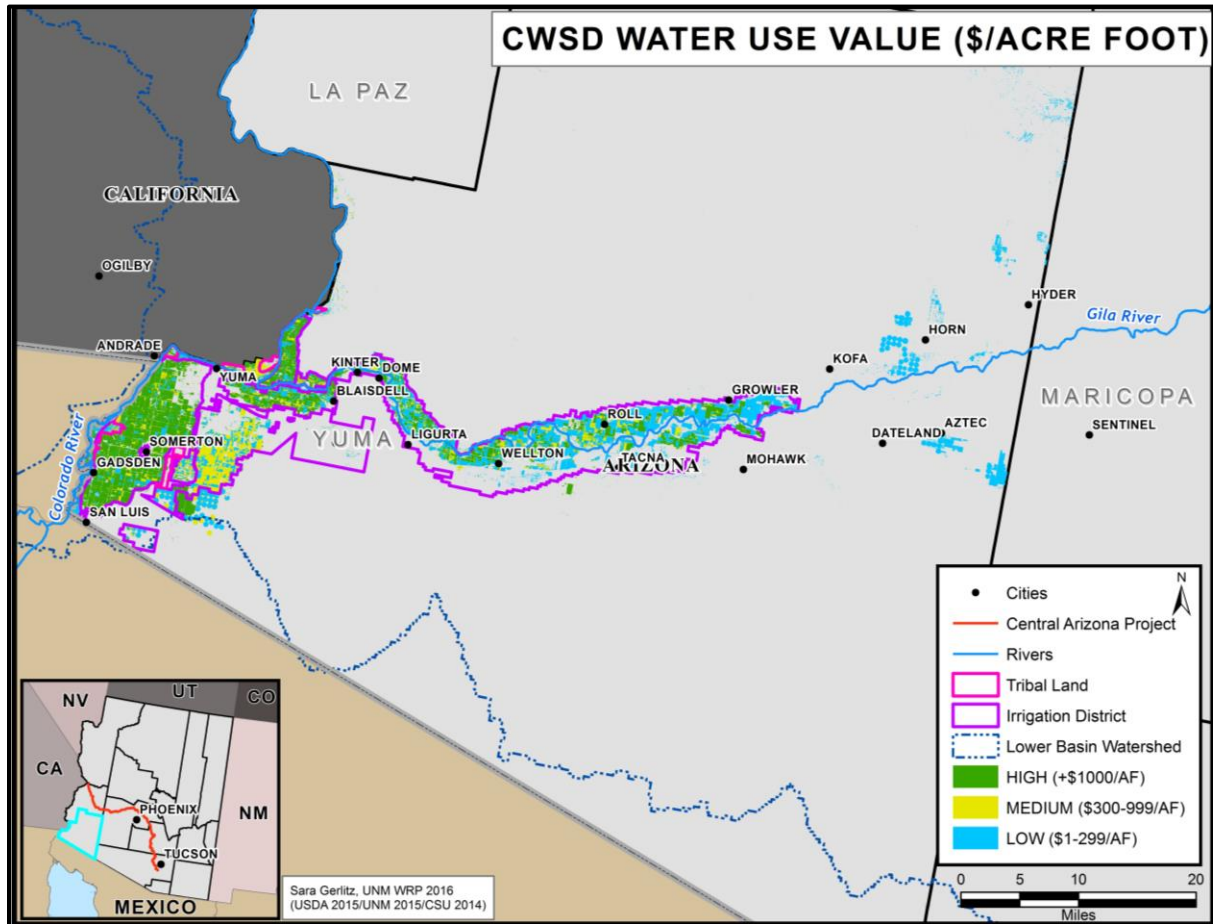 CWSD WATER USE VALUE ($/ACRE FOOT)
LA PAZ
CALIFORNIA
OGILBY
HYDER
Gila River
HORN
ANDRADE
KOFA
YUMA
KINTER
DOME
BLAISDELL
GROWLER
MARICOPA
ROLL
SOMERTON
YUMA
LIGURTA
DATELAND
AZTEC
SENTINEL
Colorado River
GADSDEN
WELLTON
TACNA
ARIZONA
MOHAWK
SAN LUIS
N
Cities
Central Arizona Project
Rivers
Tribal Land
Irrigation District
Lower Basin Watershed
HIGH (+$1000/AF)
MEDIUM ($300-999/AF)
LOW ($1-299/AF)
0 5 10 20
Miles
UT
CO
NV
CA
PHOENIX
NM
TUCSON
MEXICO
Sara Gerlitz, UNM WRP 2016
(USDA 2015/UNM 2015/CSU 2014)